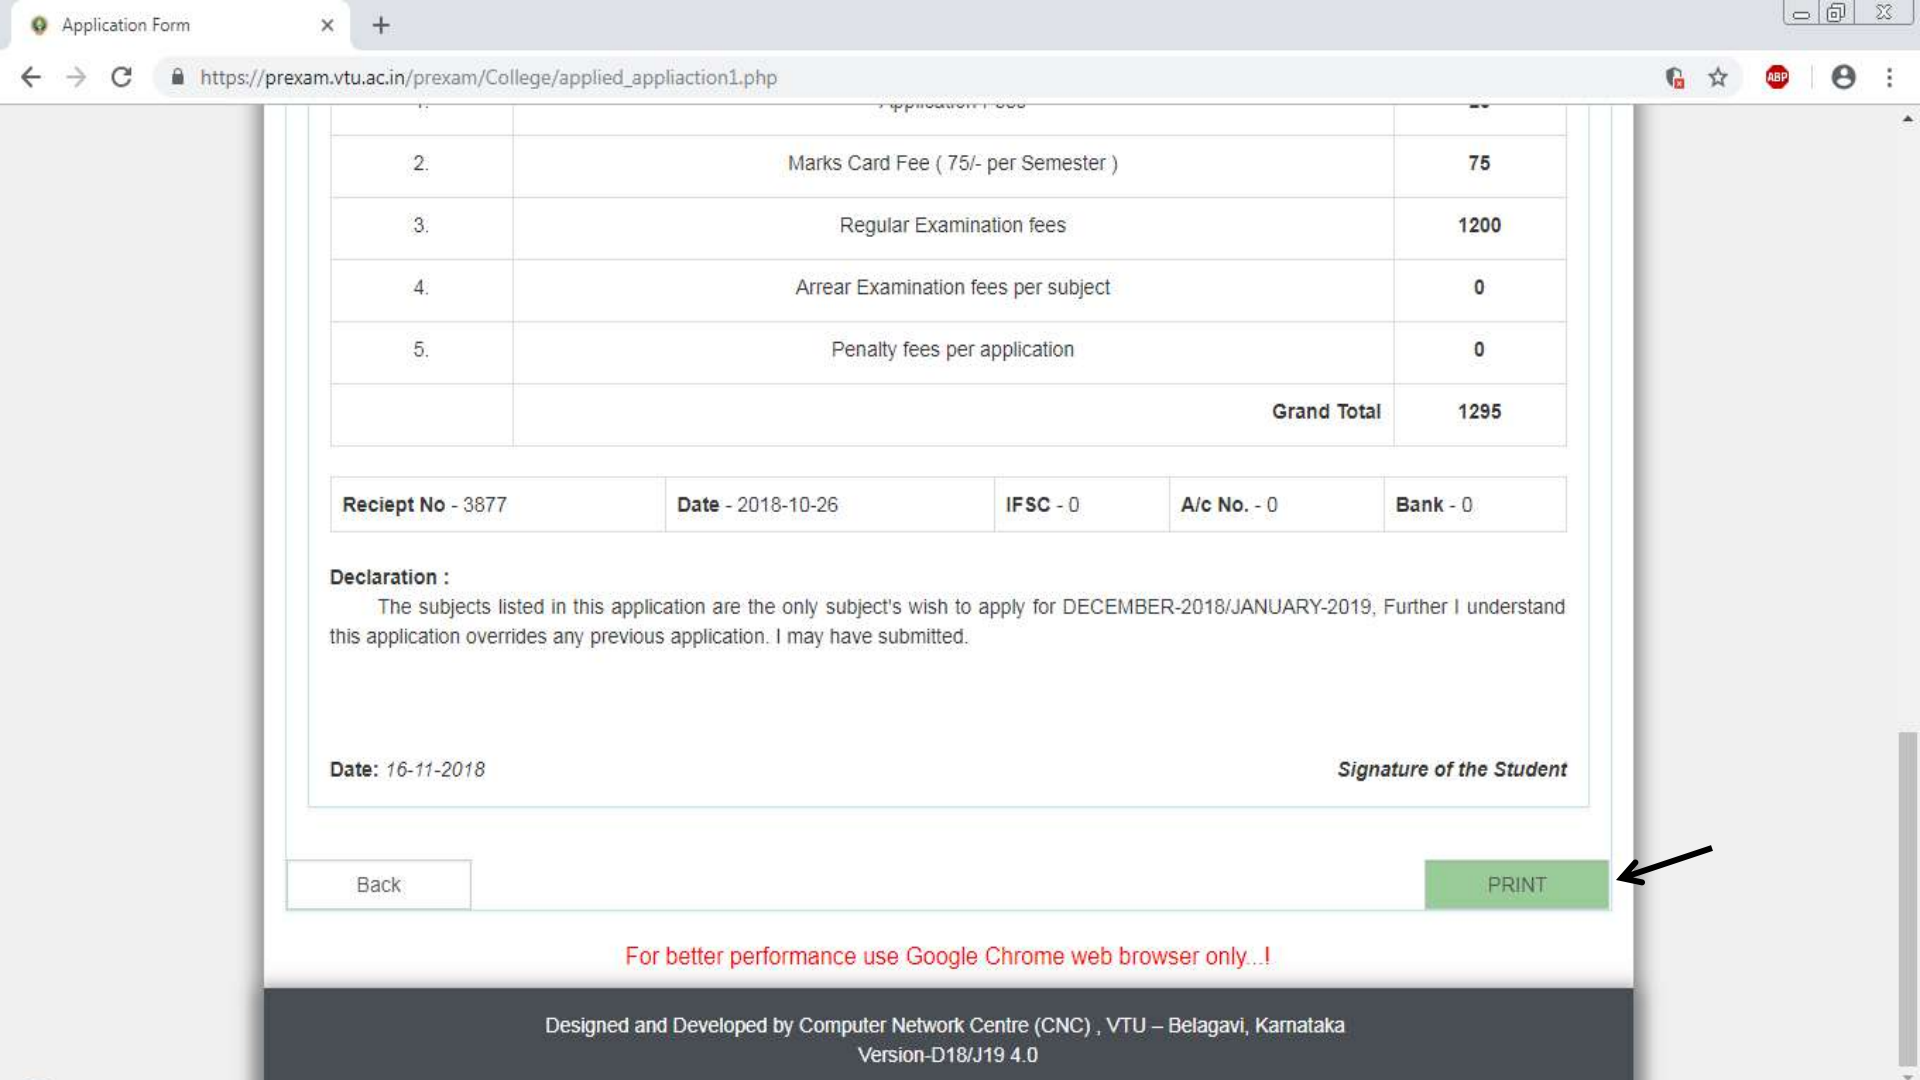 Application Form
https://prexam.vtu.ac.in/prexam/College/applied_appliaction1.php
ABP
1. Application Fees 20
2. Marks Card Fee ( 75/- per Semester ) 75
3. Regular Examination fees 1200
4. Arrear Examination fees per subject 0
5. Penalty fees per application 0
Grand Total 1295
Reciept No - 3877 Date - 2018-10-26 IFSC - 0 A/c No. - 0 Bank - 0
Declaration :
The subjects listed in this application are the only subject's wish to apply for DECEMBER-2018/JANUARY-2019, Further I understand
this application overrides any previous application. I may have submitted.
Date: 16-11-2018 Signature of the Student
Back PRINT
For better performance use Google Chrome web browser only...!
Designed and Developed by Computer Network Centre (CNC) , VTU – Belagavi, Karnataka
Version-D18/J19 4.0